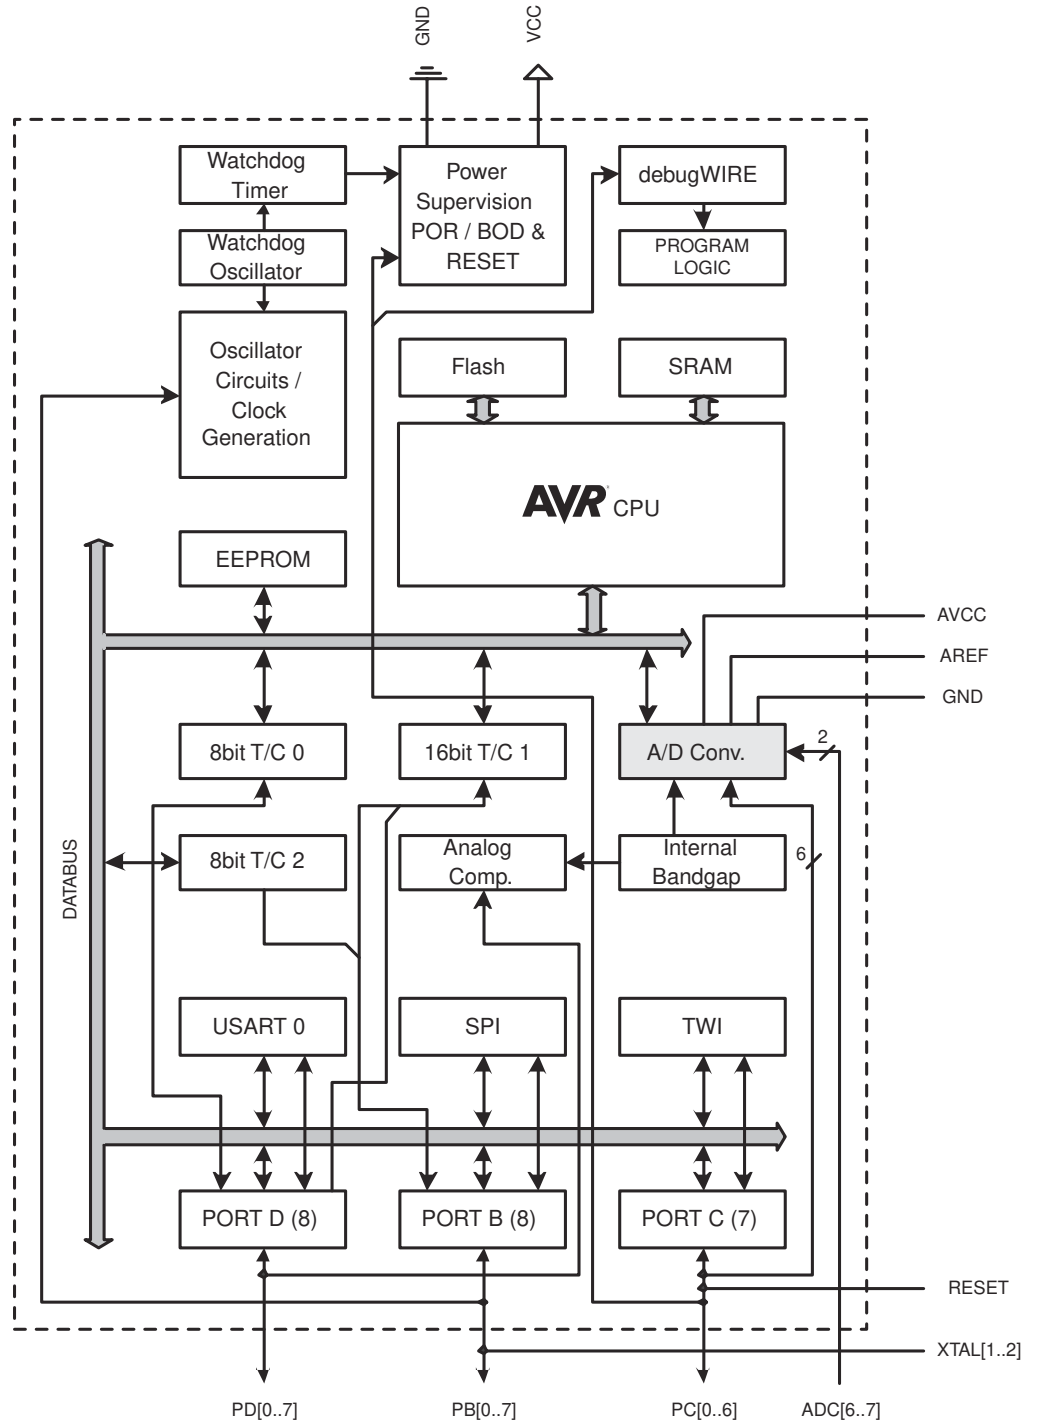 GND
VCC
Watchdog
Timer
Power
Supervision
POR / BOD &
RESET
debugWIRE
Watchdog
Oscillator
PROGRAM
LOGIC
Oscillator
Circuits /
Clock
Generation
Flash
SRAM
AVR CPU
EEPROM
AVCC
AREF
GND
8bit T/C 0
16bit T/C 1
A/D Conv.
2
DATABUS
8bit T/C 2
Analog
Comp.
Internal
Bandgap
6
USART 0
SPI
TWI
PORT D (8)
PORT B (8)
PORT C (7)
RESET
XTAL[1..2]
PD[0..7]
PB[0..7]
PC[0..6]
ADC[6..7]